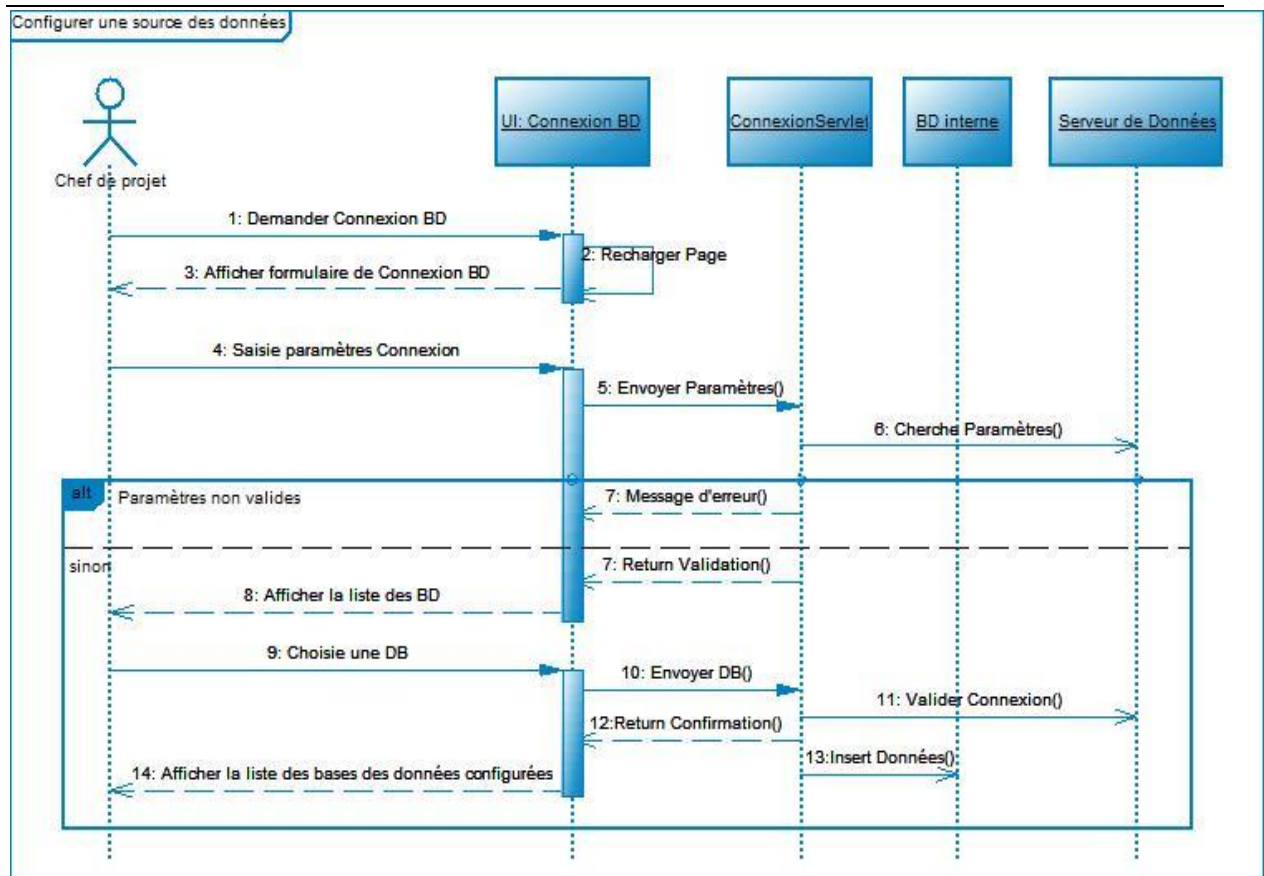 Configurer une source des données
UI: Connexion BD
ConnexionServlet
BD interne
Serveur de Données
Chef de projet
1: Demander Connexion BD
2: Recharger Page
3: Afficher formulaire de Connexion BD
4: Saisie paramètres Connexion
5: Envoyer Paramètres()
6: Cherche Paramètres()
alt
Paramètres non valides
7: Message d'erreur()
sinon
7: Return Validation()
8: Afficher la liste des BD
9: Choisie une DB
10: Envoyer DB()
11: Valider Connexion()
12:Return Confirmation()
13:Insert Données()
14: Afficher la liste des bases des données configurées